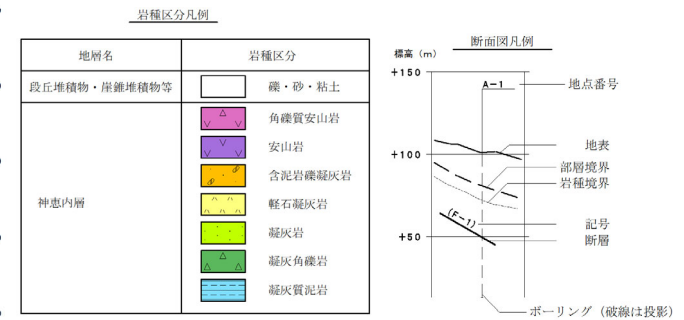 岩種区分凡例
地層名
岩種区分
段丘堆積物・崖錐堆積物等
礫・砂・粘土
神恵内層
角礫質安山岩
安山岩
含泥岩礫凝灰岩
軽石凝灰岩
凝灰岩
凝灰角礫岩
凝灰質泥岩
断面図凡例
標高（m）
+150
A-1
地点番号
地表
+100
部層境界
岩種境界
(F-1)
記号
+50
断層
ボーリング（破線は投影）